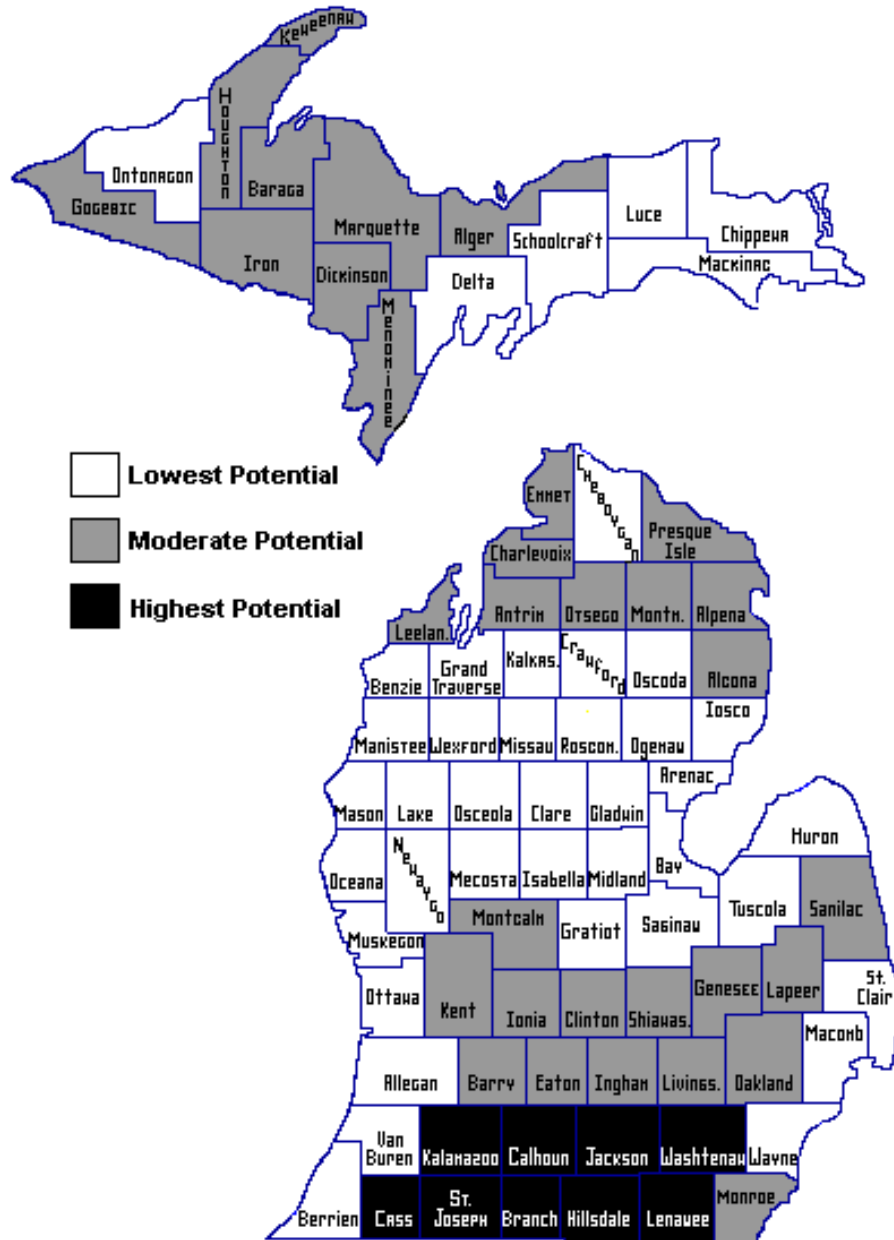 Keweenaw
Houghton
Ontonagon
Baraga
Gogebic
Marquette
Alger
Luce
Schoolcraft
Chippewa
Iron
Dickinson
Delta
Mackinac
Menominee
Lowest Potential
Moderate Potential
Highest Potential
Emmet
Cheboygan
Presque
Isle
Charlevoix
Antrim
Otsego
Montm.
Alpena
Leelan.
Benzie
Grand
Traverse
Kalkas.
Crawford
Oscoda
Alcona
Iosco
Manistee
Wexford
Missau
Roscom.
Ogemaw
Arenac
Mason
Lake
Osceola
Clare
Gladwin
Huron
Oceana
Newaygo
Mecosta
Isabella
Midland
Bay
Tuscola
Sanilac
Muskegon
Montcalm
Gratiot
Saginaw
Ottawa
Kent
Ionia
Clinton
Shiawas.
Genesee
Lapeer
St.
Clair
Macomb
Allegan
Barry
Eaton
Ingham
Livings.
Oakland
Van
Buren
Kalamazoo
Calhoun
Jackson
Washtenaw
Wayne
Berrien
Cass
St.
Joseph
Branch
Hillsdale
Lenawee
Monroe